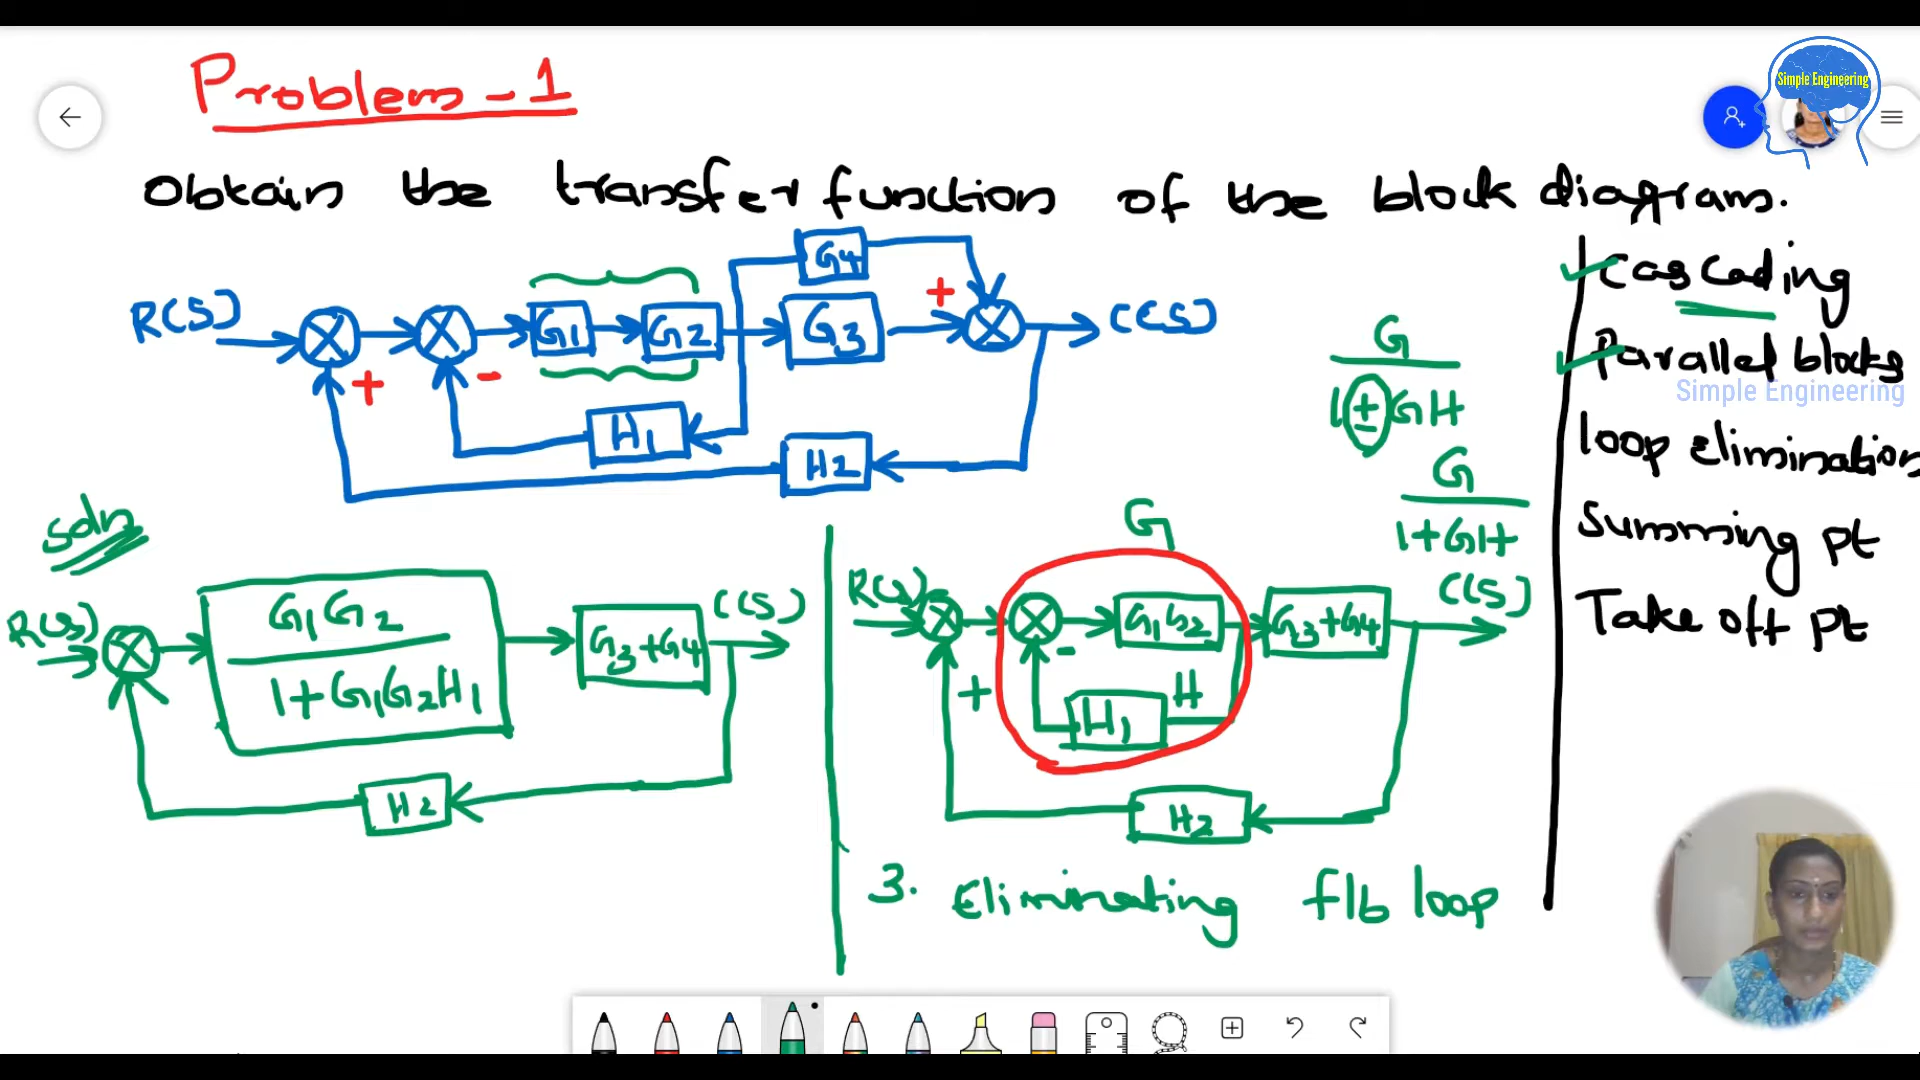 Problem - 1
Simple Engineering
Obtain the transfer function of the block diagram.
R(S)
G1
G2
G4
G3
+
C(S)
+
-
H1
H2
G
1±GH
G
1+GH
Cascading
Parallel blocks
Simple Engineering
loop elimination
Summing pt
Take off pt
Soln
R(S)
G1G2
1+G1G2H1
G3+G4
C(S)
H2
G
R(S)
G1G2
G3+G4
C(S)
-
+
H1
H
H2
3. Eliminating f/b loop